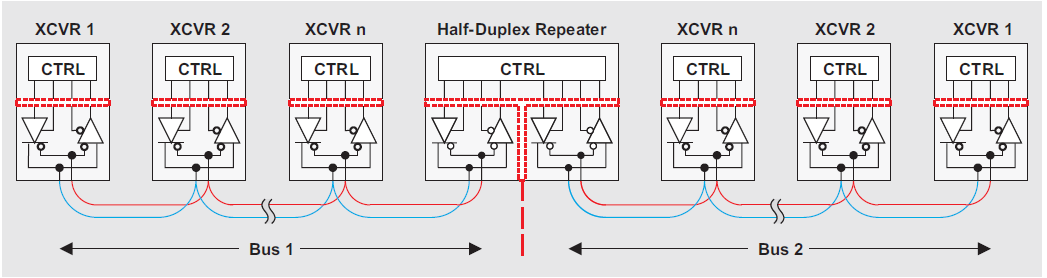 XCVR 1 XCVR 2 XCVR n Half-Duplex Repeater XCVR n XCVR 2 XCVR 1
CTRL CTRL CTRL CTRL CTRL CTRL CTRL
Bus 1 Bus 2